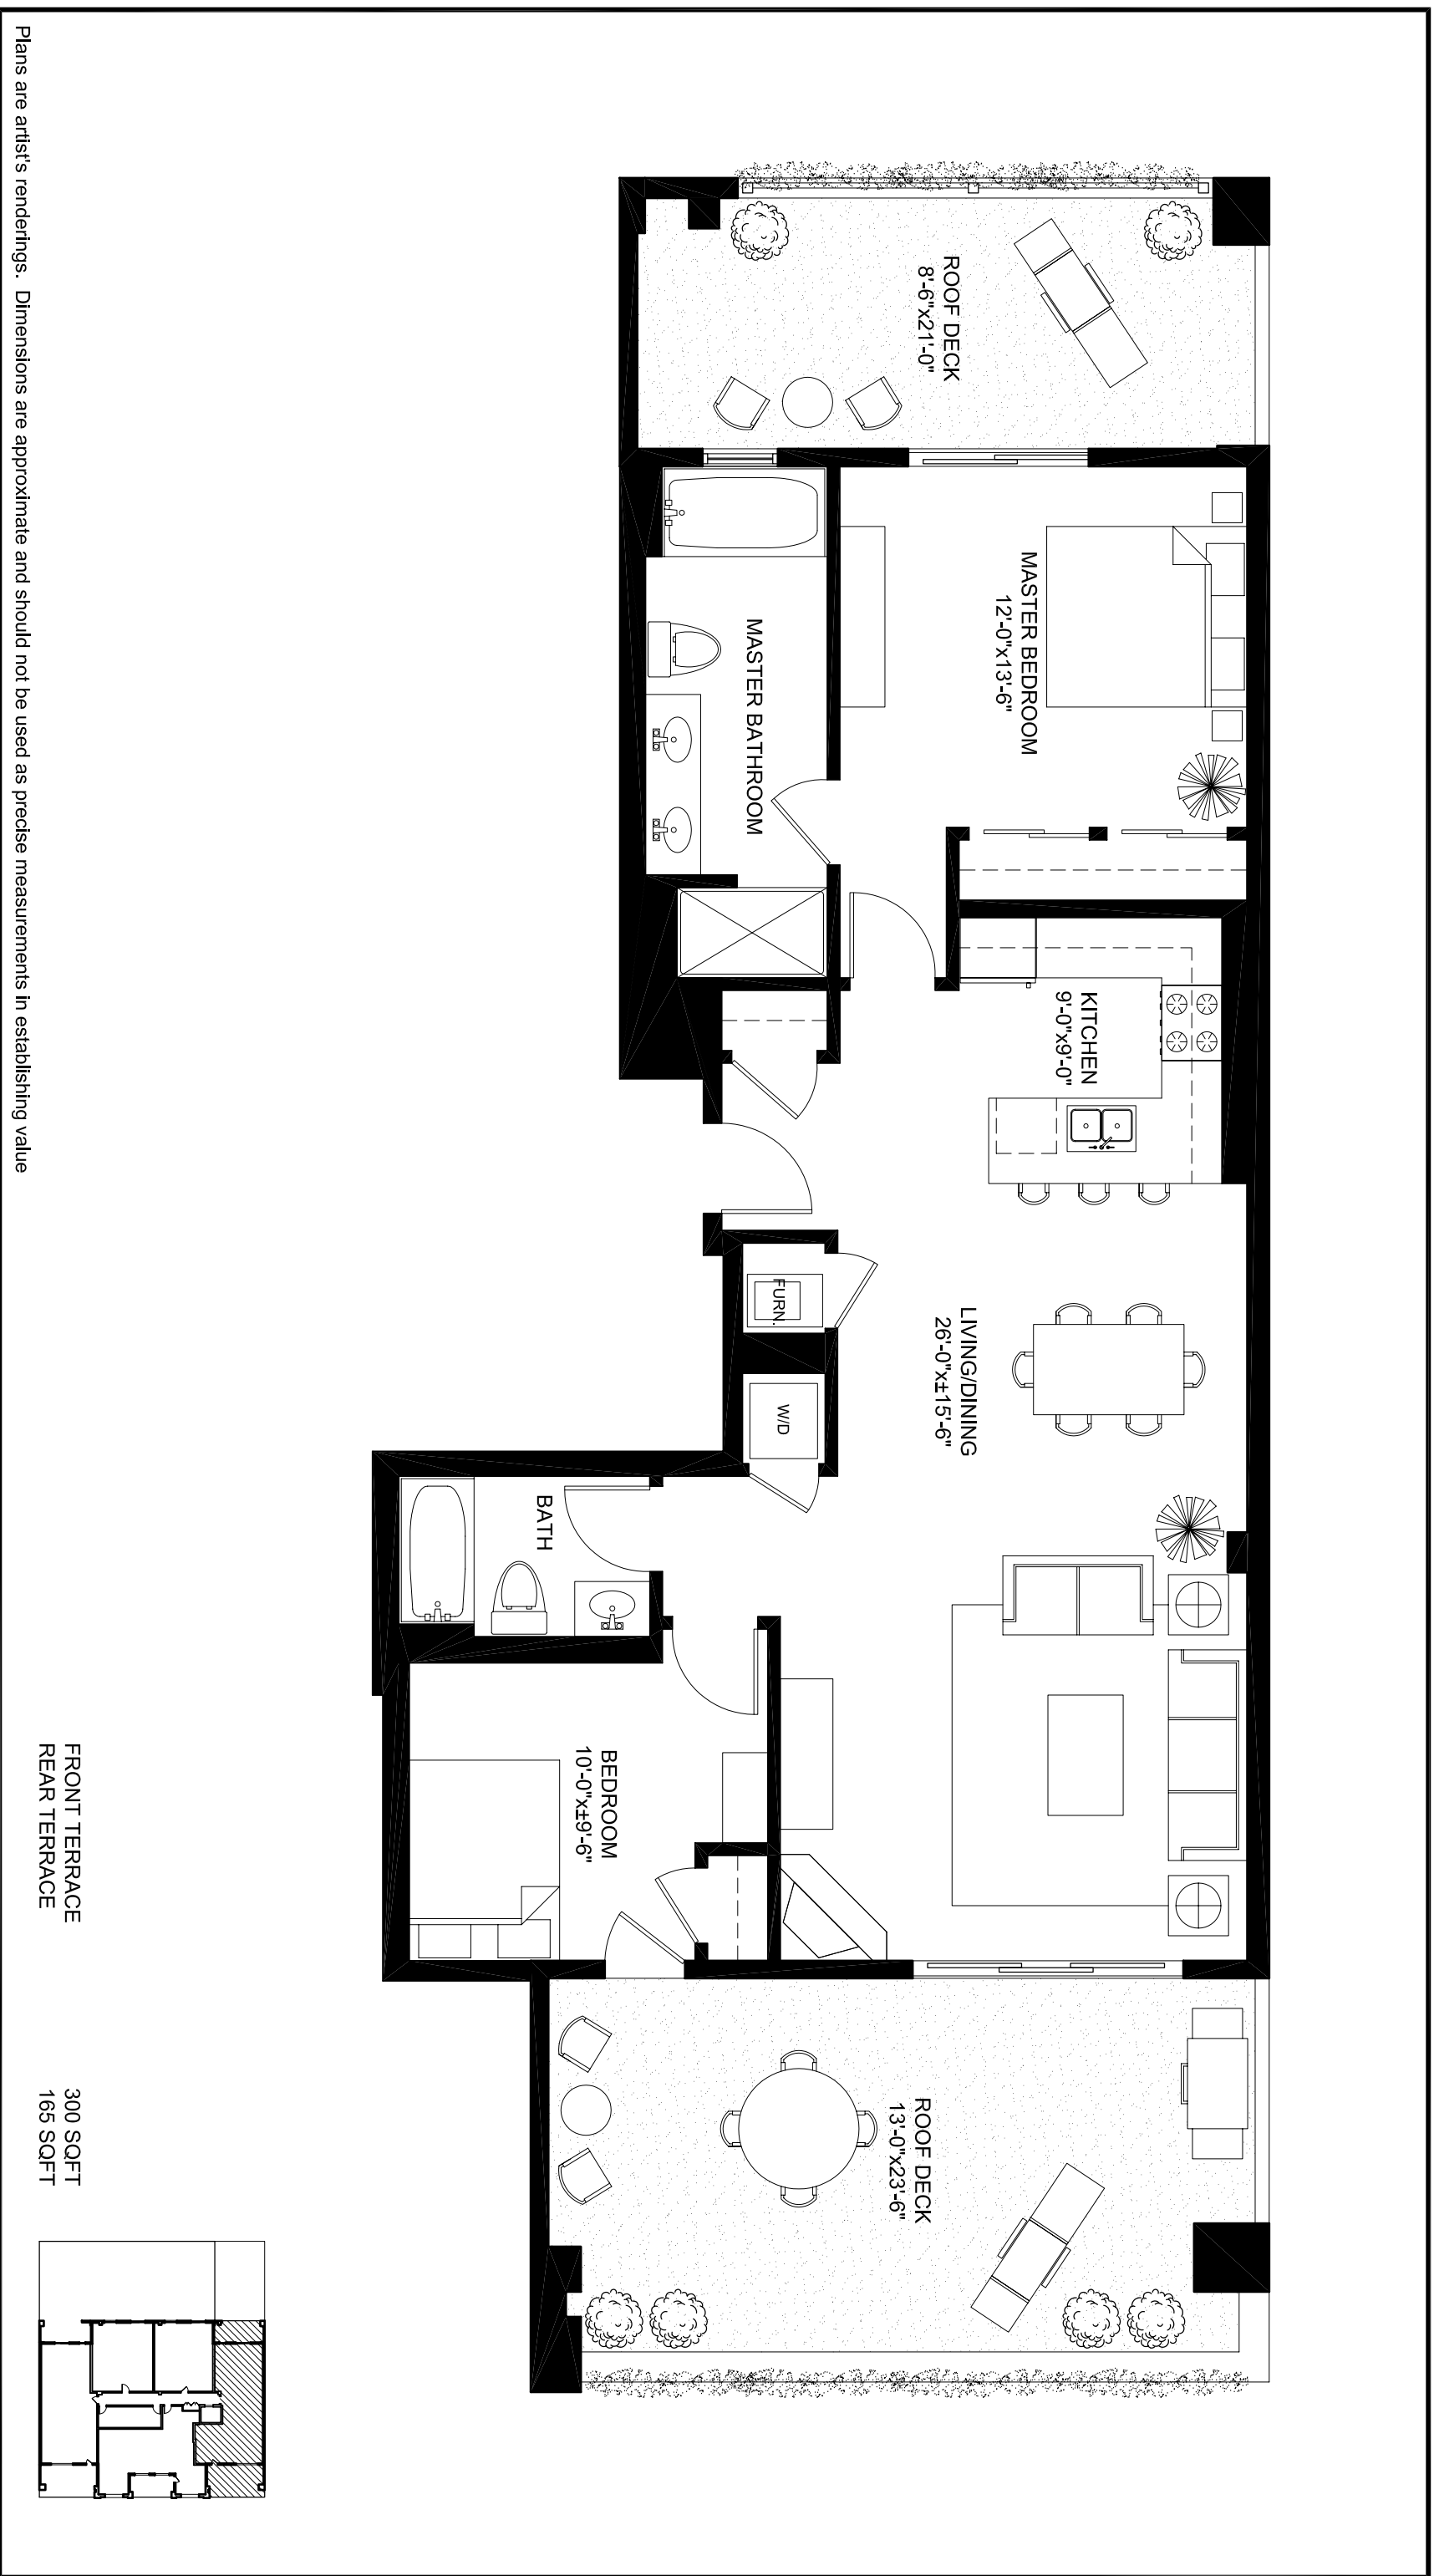 ROOF DECK
8'-6"x21'-0"
MASTER BEDROOM
12'-0"x13'-6"
MASTER BATHROOM
KITCHEN
9'-0"x9'-0"
LIVING/DINING
26'-0"x±15'-6"
FURN.
W/D
BATH
BEDROOM
10'-0"x±9'-6"
ROOF DECK
13'-0"x23'-6"
FRONT TERRACE 300 SQFT
REAR TERRACE 165 SQFT
Plans are artist's renderings. Dimensions are approximate and should not be used as precise measurements in establishing value